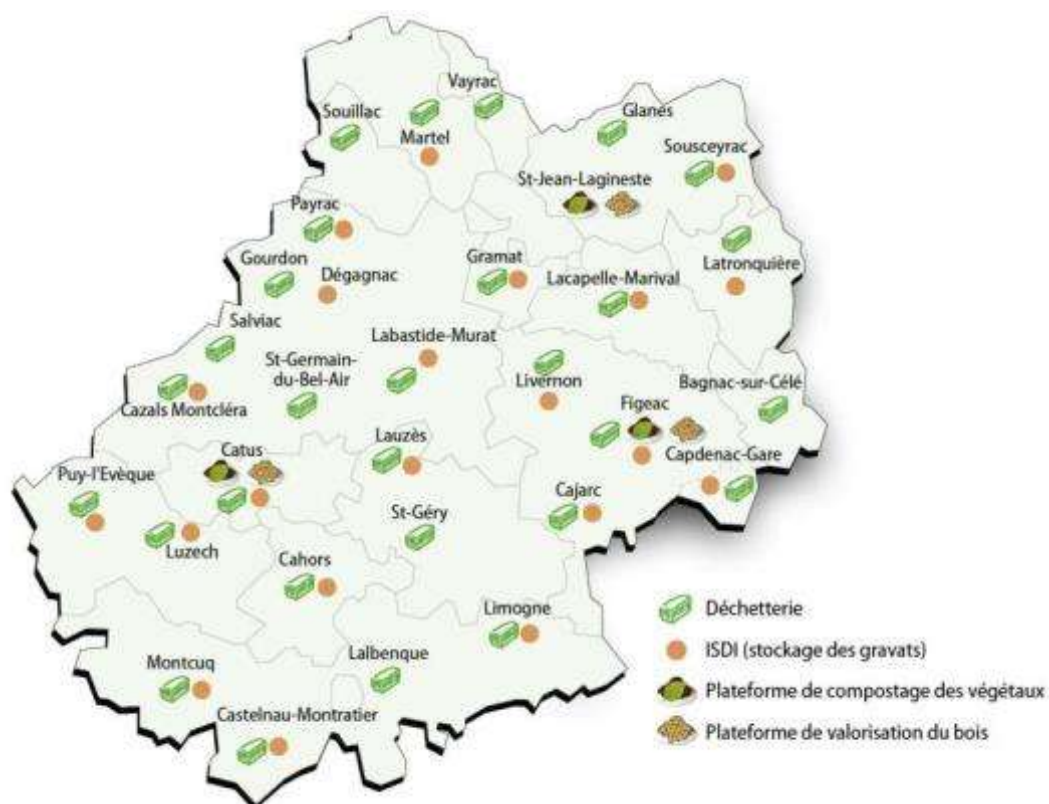 Vayrac
Souillac
Martel
Glanes
Sousceyrac
St-Jean-Lagineste
Payrac
Gourdon
Dégagnac
Gramat
Lacapelle-Marival
Latronquière
Salviac
Labastide-Murat
St-Germain-
du-Bel-Air
Livernon
Bagnac-sur-Célé
Cazals Montcléra
Figeac
Lauzès
Catus
Capdenac-Gare
Puy-l'Evèque
Cajarc
St-Géry
Luzech
Cahors
Limogne
Déchetterie
ISDI (stockage des gravats)
Montcuq
Lalbenque
Plateforme de compostage des végétaux
Castelnau-Montratier
Plateforme de valorisation du bois